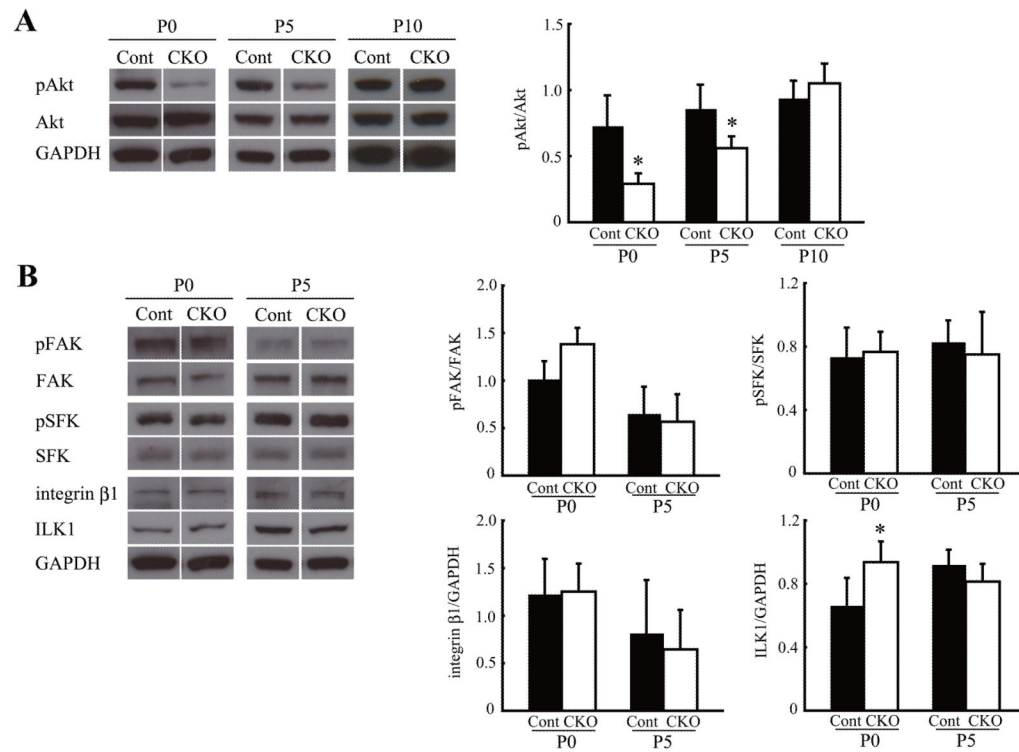 A
P0 P5 P10
Cont CKO Cont CKO Cont CKO
pAkt
Akt
GAPDH
pAkt/Akt
1.5
1.0
0.5
0
* *
Cont CKO Cont CKO Cont CKO
P0 P5 P10
B
P0 P5
Cont CKO Cont CKO
pFAK
FAK
pSFK
SFK
integrin β1
ILK1
GAPDH
pFAK/FAK
2.0
1.5
1.0
0.5
0
Cont CKO Cont CKO
P0 P5
pSFK/SFK
1.2
0.8
0.4
0
Cont CKO Cont CKO
P0 P5
integrin β1/GAPDH
2.0
1.5
1.0
0.5
0
Cont CKO Cont CKO
P0 P5
ILK1/GAPDH
1.2
0.8
0.4
0
*
Cont CKO Cont CKO
P0 P5